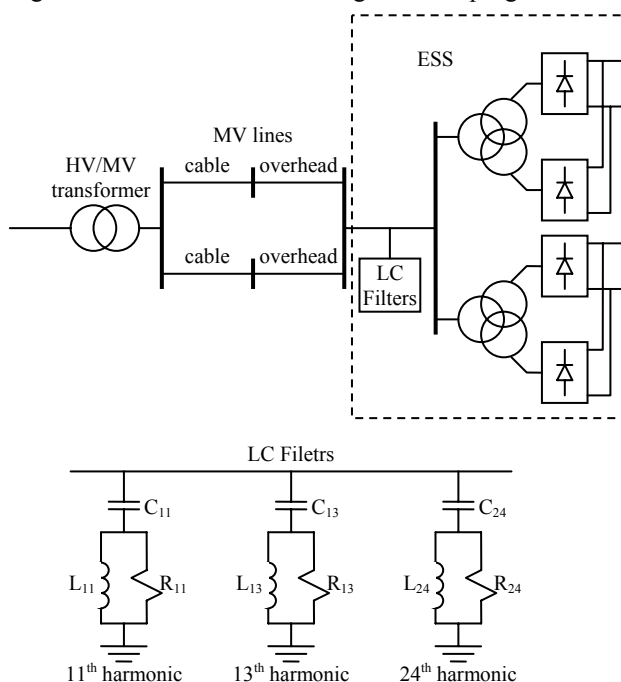 ESS
MV lines
HV/MV
transformer
cable overhead
cable overhead
LC
Filters
LC Filetrs
C11 C13 C24
L11 R11 L13 R13 L24 R24
11th harmonic 13th harmonic 24th harmonic